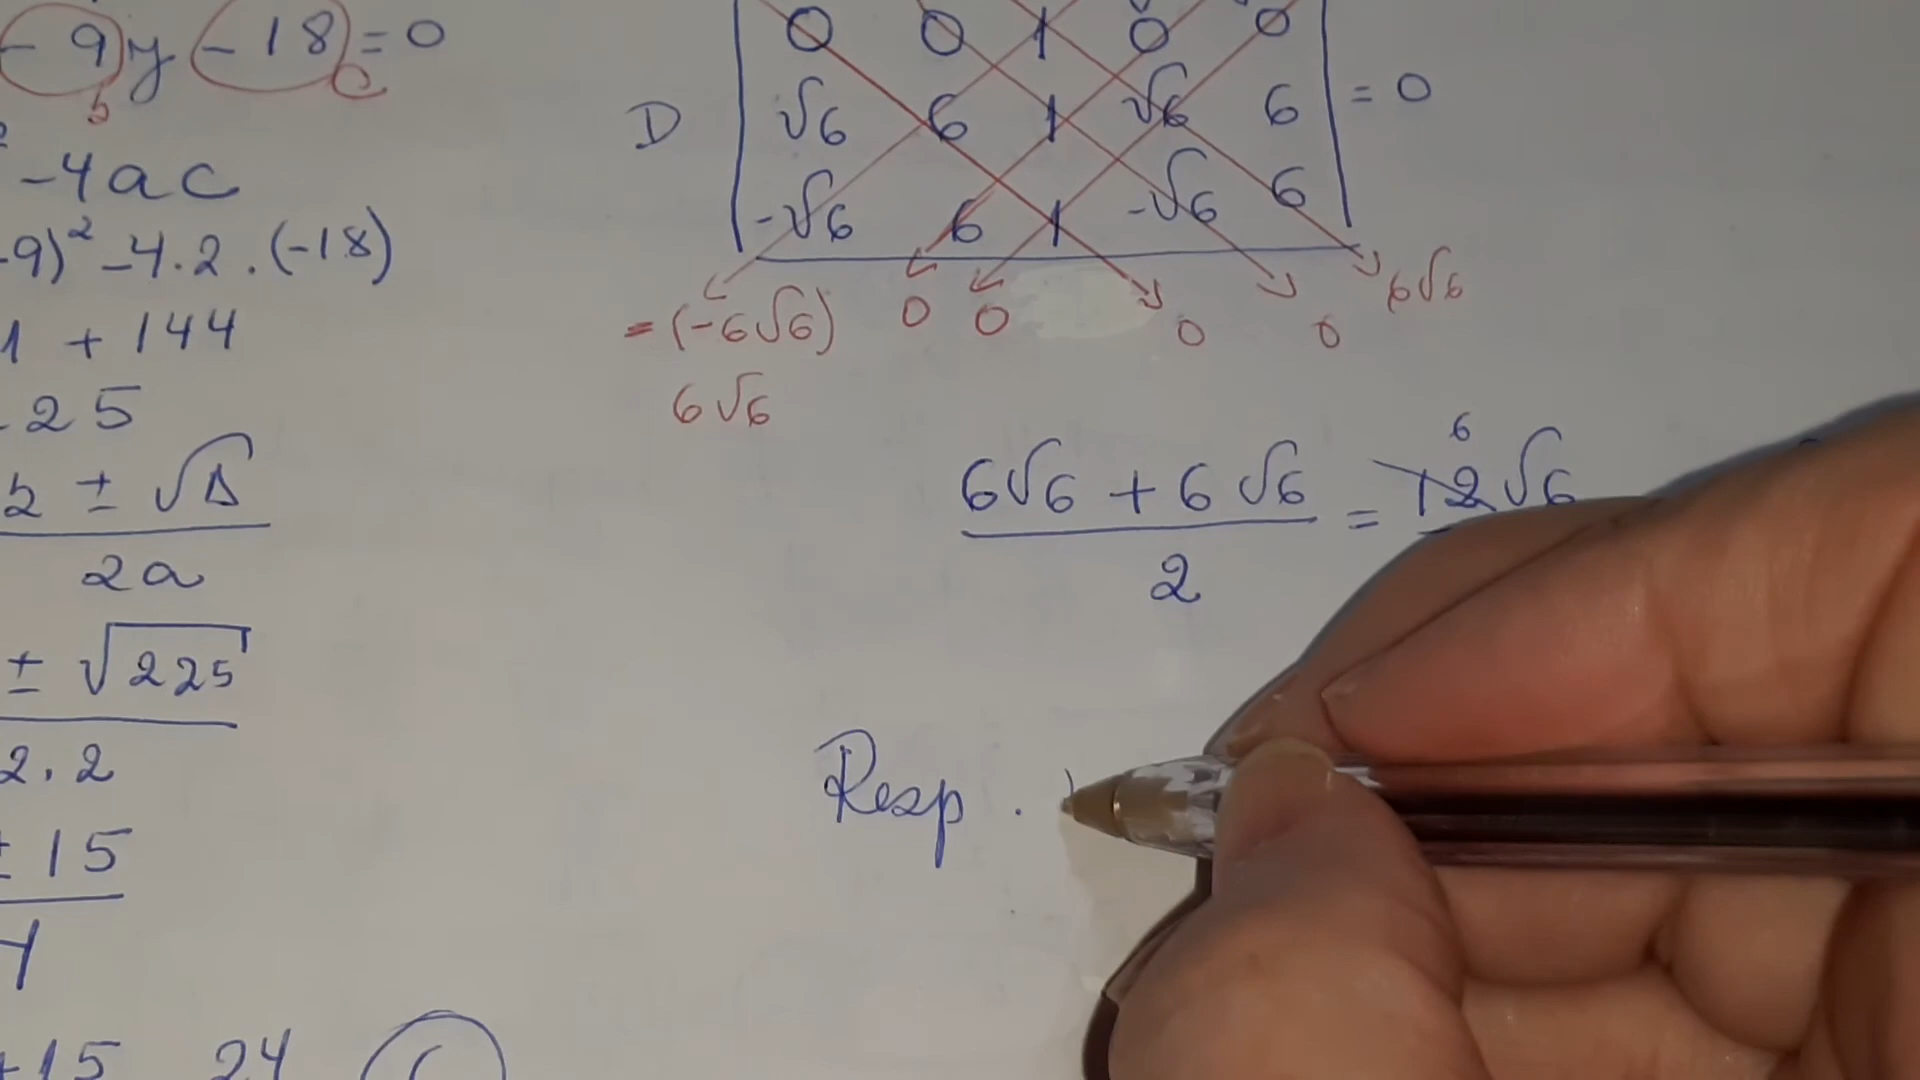 - 9y - 18 = 0
b c
- 4ac
-9)² - 4.2.(-18)
1 + 144
225
b ± √Δ
2a
± √225
2.2
± 15
4
+15 24 6
0 0 1 0 0
D √6 6 1 √6 6 = 0
-√6 6 1 -√6 6
= (-6√6) 0 0 0 0 6√6
6√6
6
6√6 + 6√6 = 12√6
2
Resp.